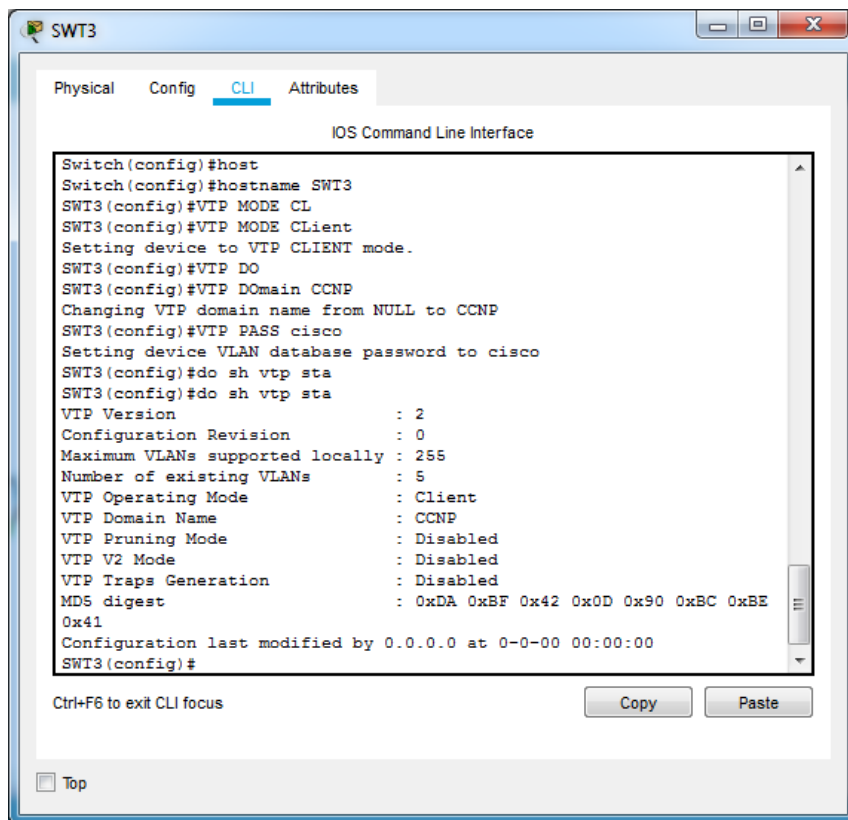 SWT3
Physical Config CLI Attributes
IOS Command Line Interface
Switch(config)#host
Switch(config)#hostname SWT3
SWT3(config)#VTP MODE CL
SWT3(config)#VTP MODE CLient
Setting device to VTP CLIENT mode.
SWT3(config)#VTP DO
SWT3(config)#VTP DOmain CCNP
Changing VTP domain name from NULL to CCNP
SWT3(config)#VTP PASS cisco
Setting device VLAN database password to cisco
SWT3(config)#do sh vtp sta
SWT3(config)#do sh vtp sta
VTP Version : 2
Configuration Revision : 0
Maximum VLANs supported locally : 255
Number of existing VLANs : 5
VTP Operating Mode : Client
VTP Domain Name : CCNP
VTP Pruning Mode : Disabled
VTP V2 Mode : Disabled
VTP Traps Generation : Disabled
MD5 digest : 0xDA 0xBF 0x42 0x0D 0x90 0xBC 0xBE
0x41
Configuration last modified by 0.0.0.0 at 0-0-00 00:00:00
SWT3(config)#
Ctrl+F6 to exit CLI focus Copy Paste
Top